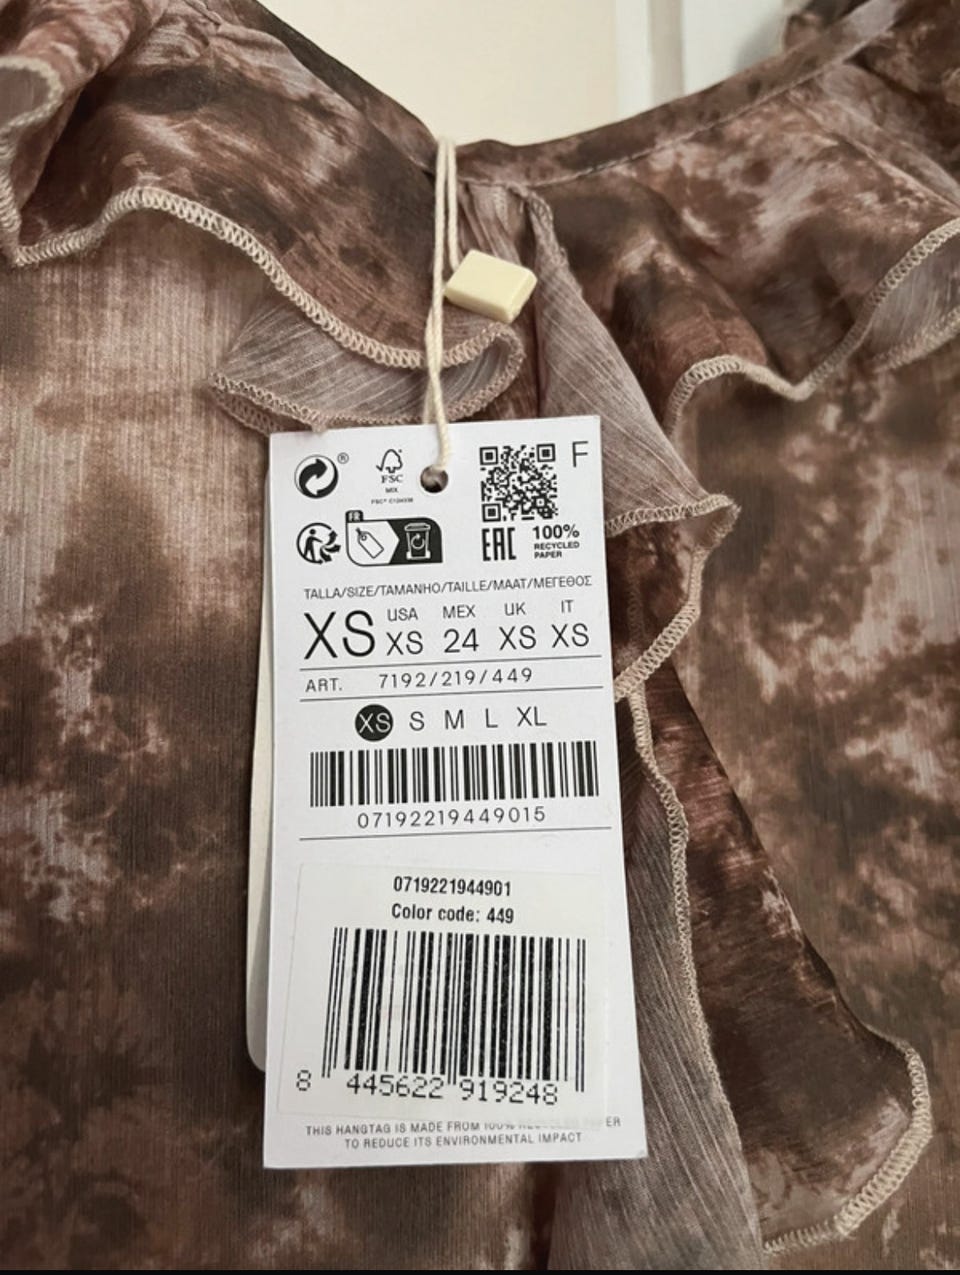 ®
FSC
MIX
F
FR
EAC
100%
RECYCLED
PAPER
TALLA/SIZE/TAMANHO/TAILLE/MAAT/ΜΕΓΕΘΟΣ
XS
USA MEX UK IT
XS 24 XS XS
ART. 7192/219/449
XS S M L XL
07192219449015
0719221944901
Color code: 449
8 445622 919248
THIS HANGTAG IS MADE FROM 100%
TO REDUCE ITS ENVIRONMENTAL IMPACT